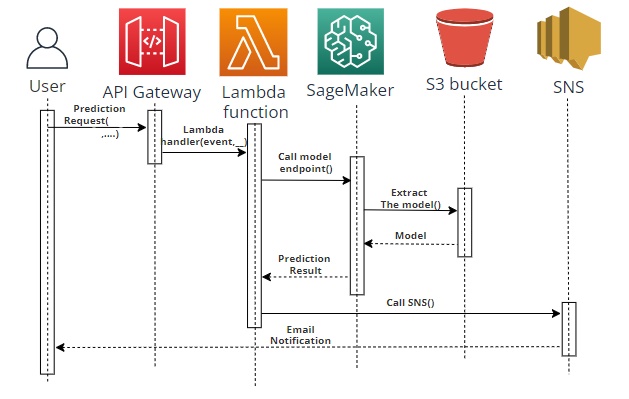 User
API Gateway
Lambda
function
SageMaker
S3 bucket
SNS
Prediction
Request(
,....)
Lambda
handler(event,__)
Call model
endpoint()
Extract
The model()
Model
Prediction
Result
Call SNS()
Email
Notification